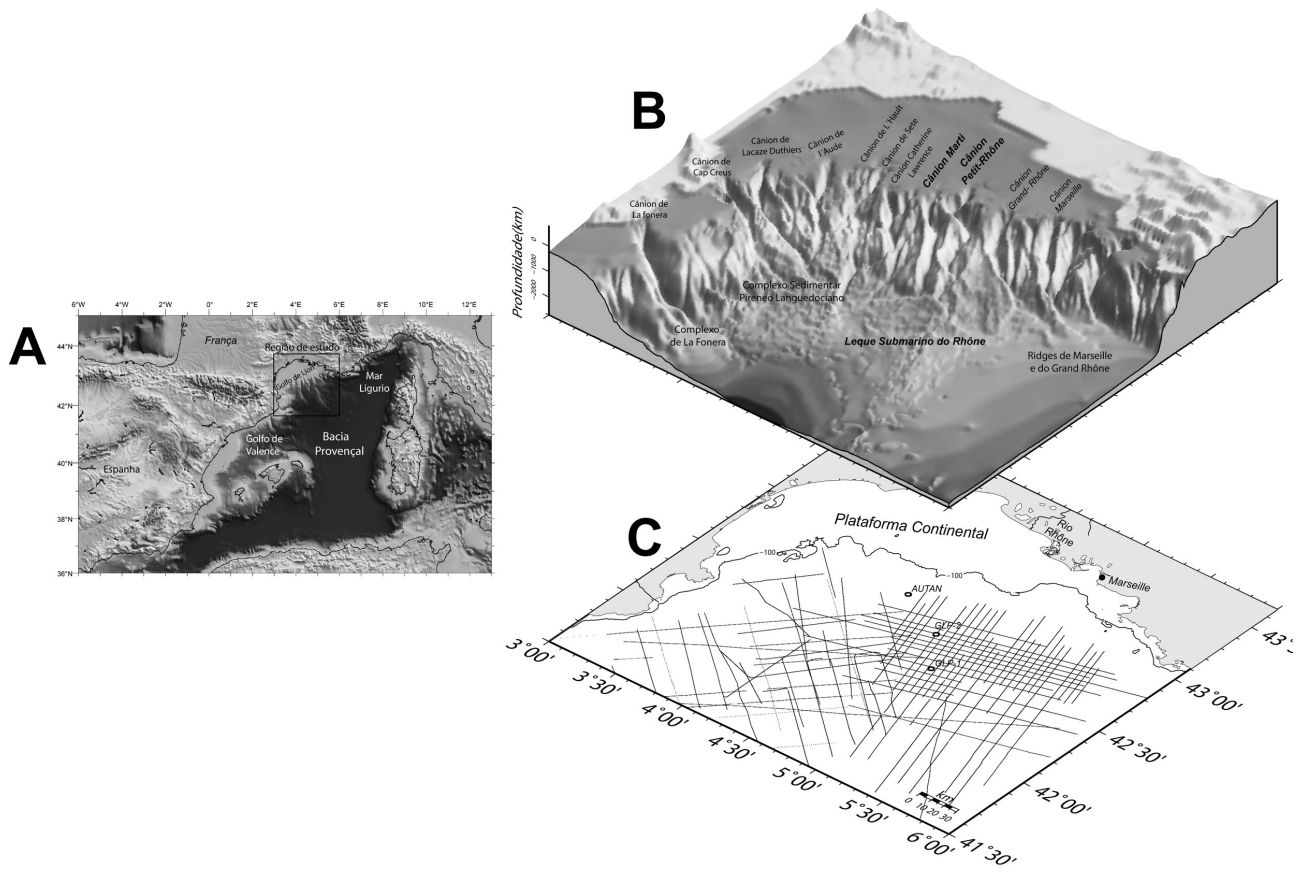 A
6°W
4°W
2°W
0°
2°E
4°E
6°E
8°E
10°E
12°E
44°N
42°N
40°N
38°N
36°N
França
Região de estudo
Golfo de Lion
Mar
Ligurio
Golfo de
Valence
Bacia
Provençal
Espanha
B
Profundidade(km)
0
-1000
-2000
Cânion de
La fonera
Cânion de
Cap Creus
Cânion de
Lacaze Duthiers
Cânion de
l'Aude
Cânion de L'Hault
Cânion de Sete
Cânion Catherine
Lawrence
Cânion Marti
Cânion
Petit-Rhône
Cânion
Grand- Rhône
Cânion
Marseille
Complexo Sedimentar
Pireneo Languedociano
Complexo
de La Fonera
Leque Submarino do Rhône
Ridges de Marseille
e do Grand Rhône
C
Plataforma Continental
Rio
Rhône
Marseille
-100
-100
AUTAN
GLP-2
GLP-1
3°00'
3°30'
4°00'
4°30'
5°00'
5°30'
6°00'
41°30'
42°00'
42°30'
43°00'
43°3
km
0 10 20 30